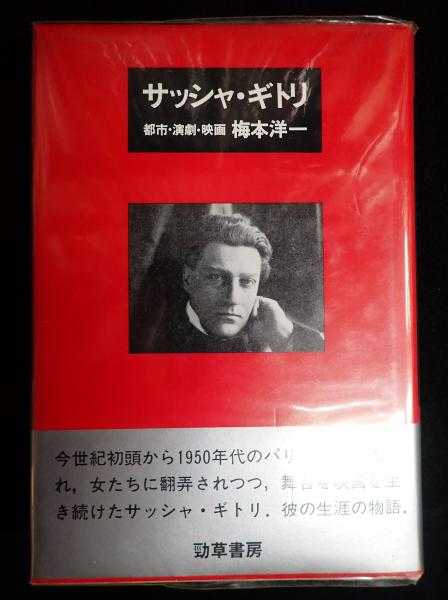 サッシャ・ギトリ
都市・演劇・映画 梅本洋一
今世紀初頭から1950年代のパリ
れ，女たちに翻弄されつつ，舞台を映画を生
き続けたサッシャ・ギトリ．彼の生涯の物語．
勁草書房